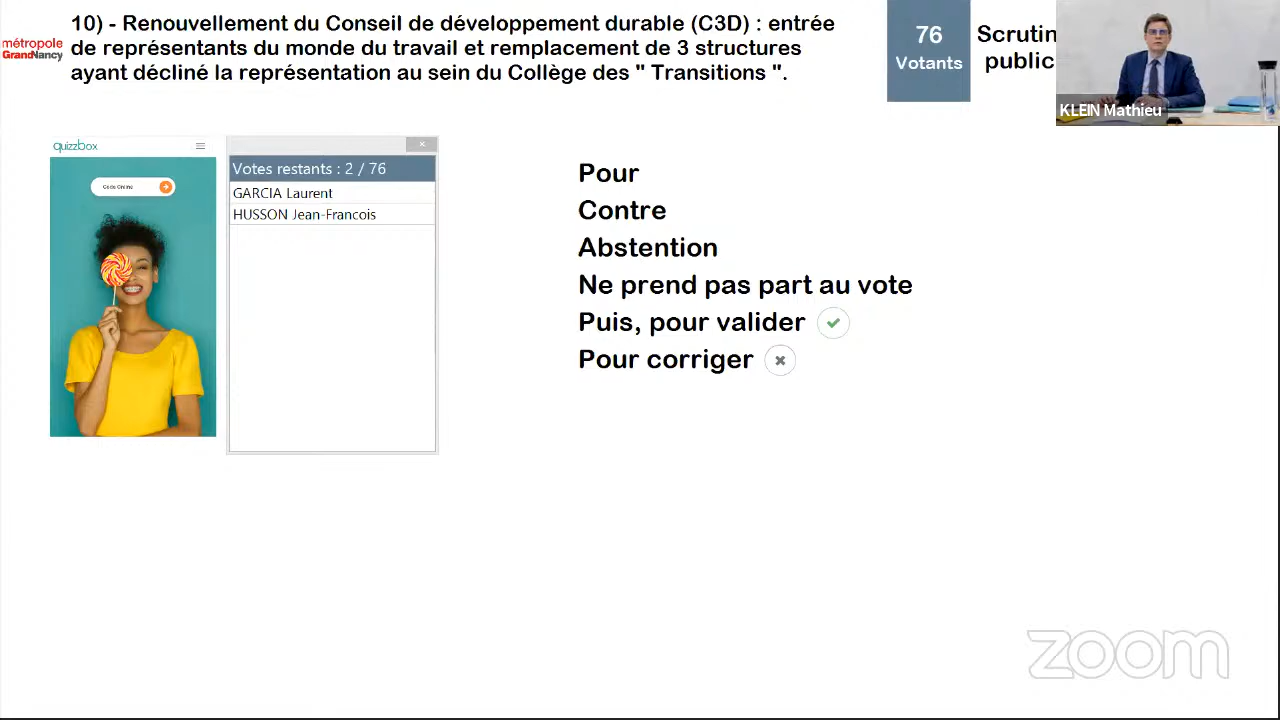 10) - Renouvellement du Conseil de développement durable (C3D) : entrée
de représentants du monde du travail et remplacement de 3 structures
ayant décliné la représentation au sein du Collège des " Transitions ".
métropole
GrandNancy
76
Votants
Scrutin
public
KLEIN Mathieu
quizzbox
Code Online
Votes restants : 2 / 76
GARCIA Laurent
HUSSON Jean-Francois
Pour
Contre
Abstention
Ne prend pas part au vote
Puis, pour valider
Pour corriger
zoom